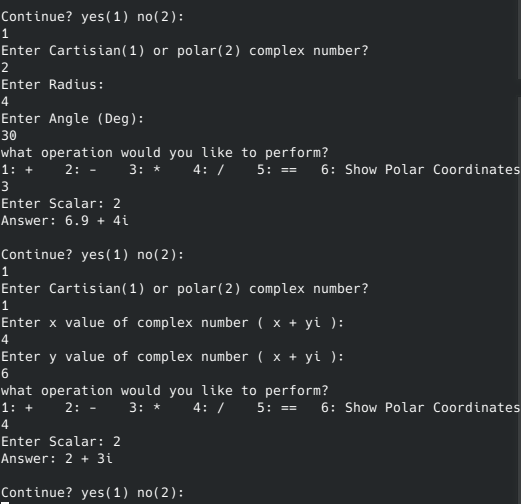 Continue? yes(1) no(2):
1
Enter Cartisian(1) or polar(2) complex number?
2
Enter Radius:
4
Enter Angle (Deg):
30
what operation would you like to perform?
1: +    2: -    3: *    4: /    5: ==   6: Show Polar Coordinates
3
Enter Scalar: 2
Answer: 6.9 + 4i
Continue? yes(1) no(2):
1
Enter Cartisian(1) or polar(2) complex number?
1
Enter x value of complex number ( x + yi ):
4
Enter y value of complex number ( x + yi ):
6
what operation would you like to perform?
1: +    2: -    3: *    4: /    5: ==   6: Show Polar Coordinates
4
Enter Scalar: 2
Answer: 2 + 3i
Continue? yes(1) no(2):